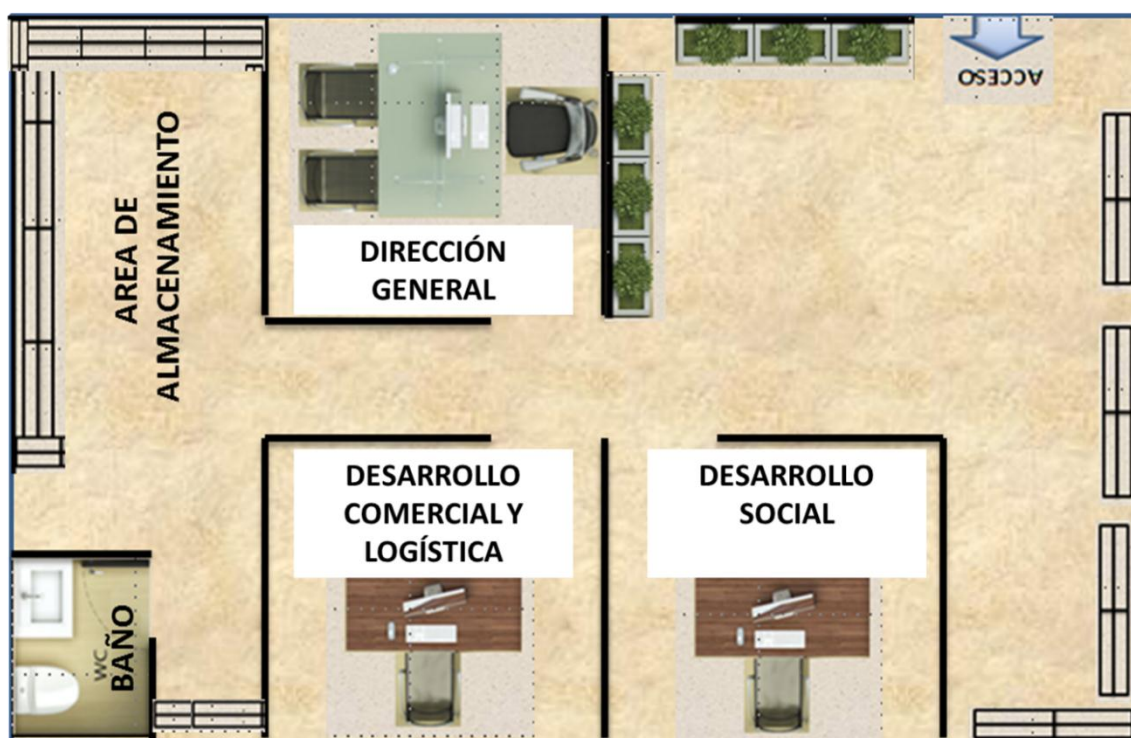 ACCESO
AREA DE
ALMACENAMIENTO
DIRECCIÓN
GENERAL
DESARROLLO
COMERCIAL Y
LOGÍSTICA
DESARROLLO
SOCIAL
WC
BAÑO